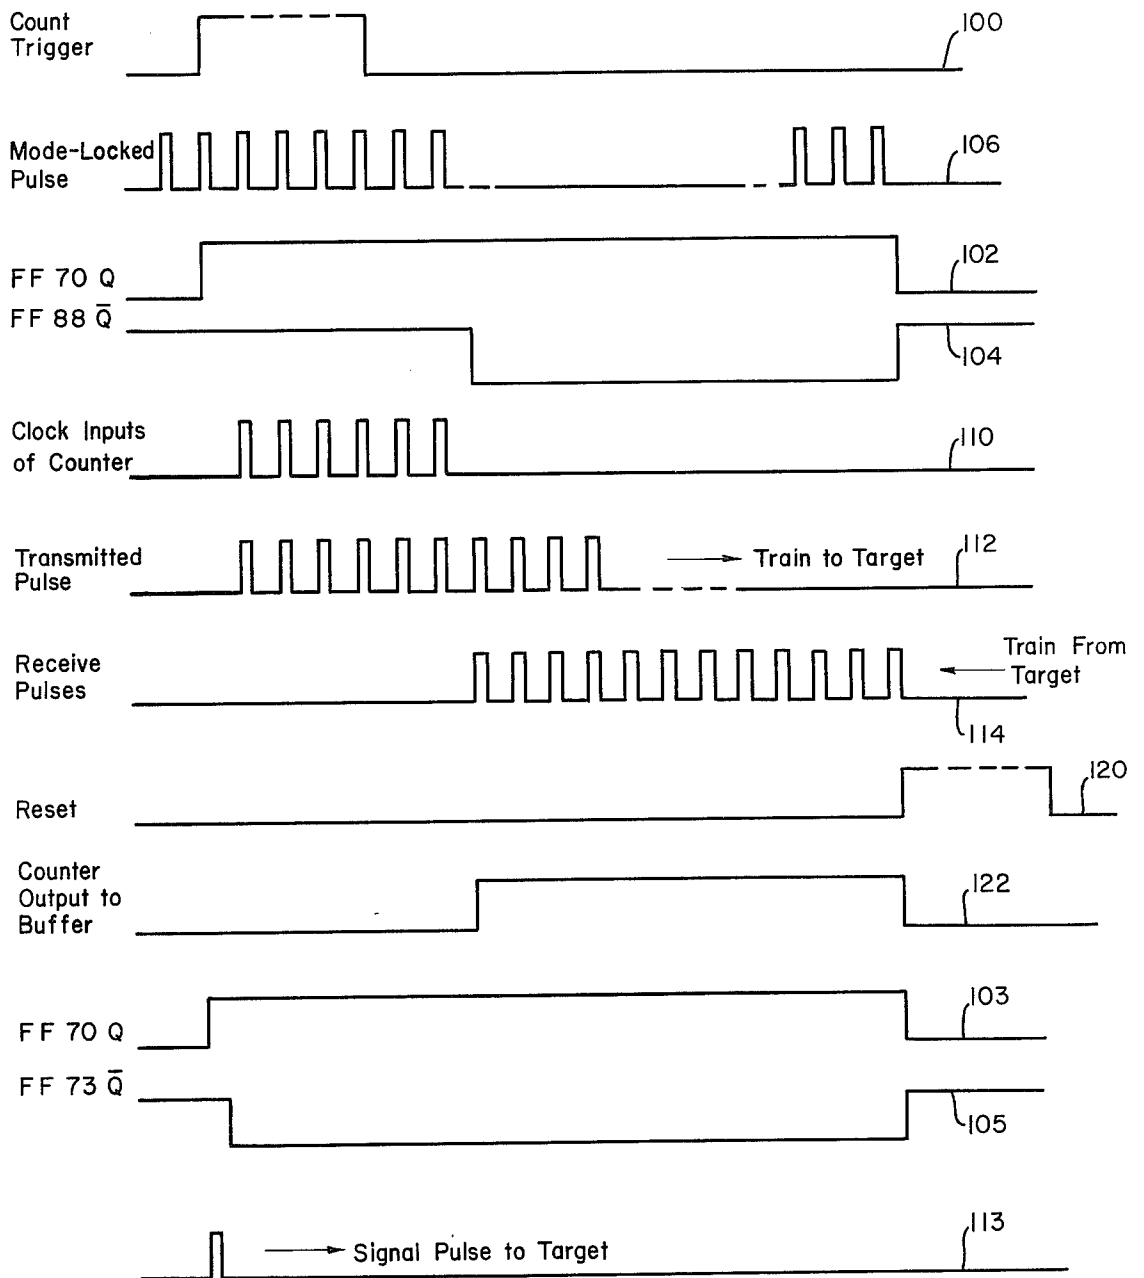 Count
Trigger
100
Mode-Locked
Pulse
106
FF 70 Q
102
FF 88 Q̄
104
Clock Inputs
of Counter
110
Transmitted
Pulse
Train to Target
112
Receive
Pulses
Train From
Target
114
Reset
120
Counter
Output to
Buffer
122
FF 70 Q
103
FF 73 Q̄
105
Signal Pulse to Target
113